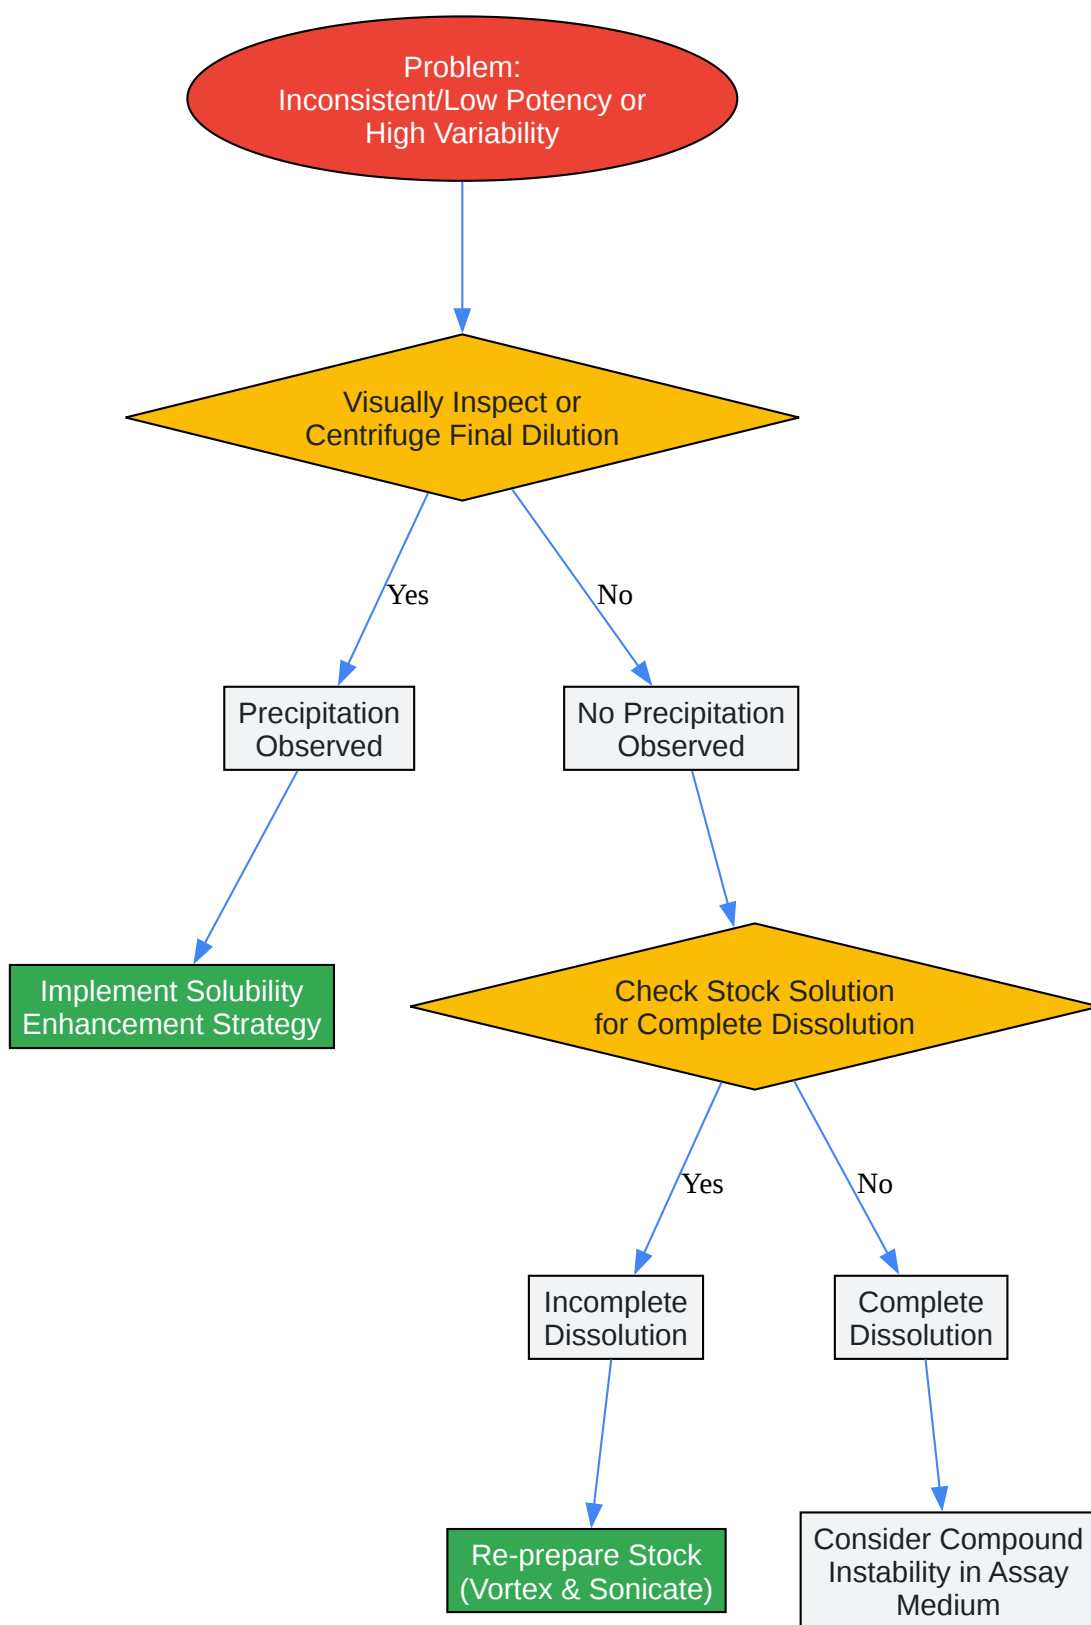 Problem:
Inconsistent/Low Potency or
High Variability
Visually Inspect or
Centrifuge Final Dilution
Yes
No
Precipitation
Observed
No Precipitation
Observed
Implement Solubility
Enhancement Strategy
Check Stock Solution
for Complete Dissolution
Yes
No
Incomplete
Dissolution
Complete
Dissolution
Re-prepare Stock
(Vortex & Sonicate)
Consider Compound
Instability in Assay
Medium